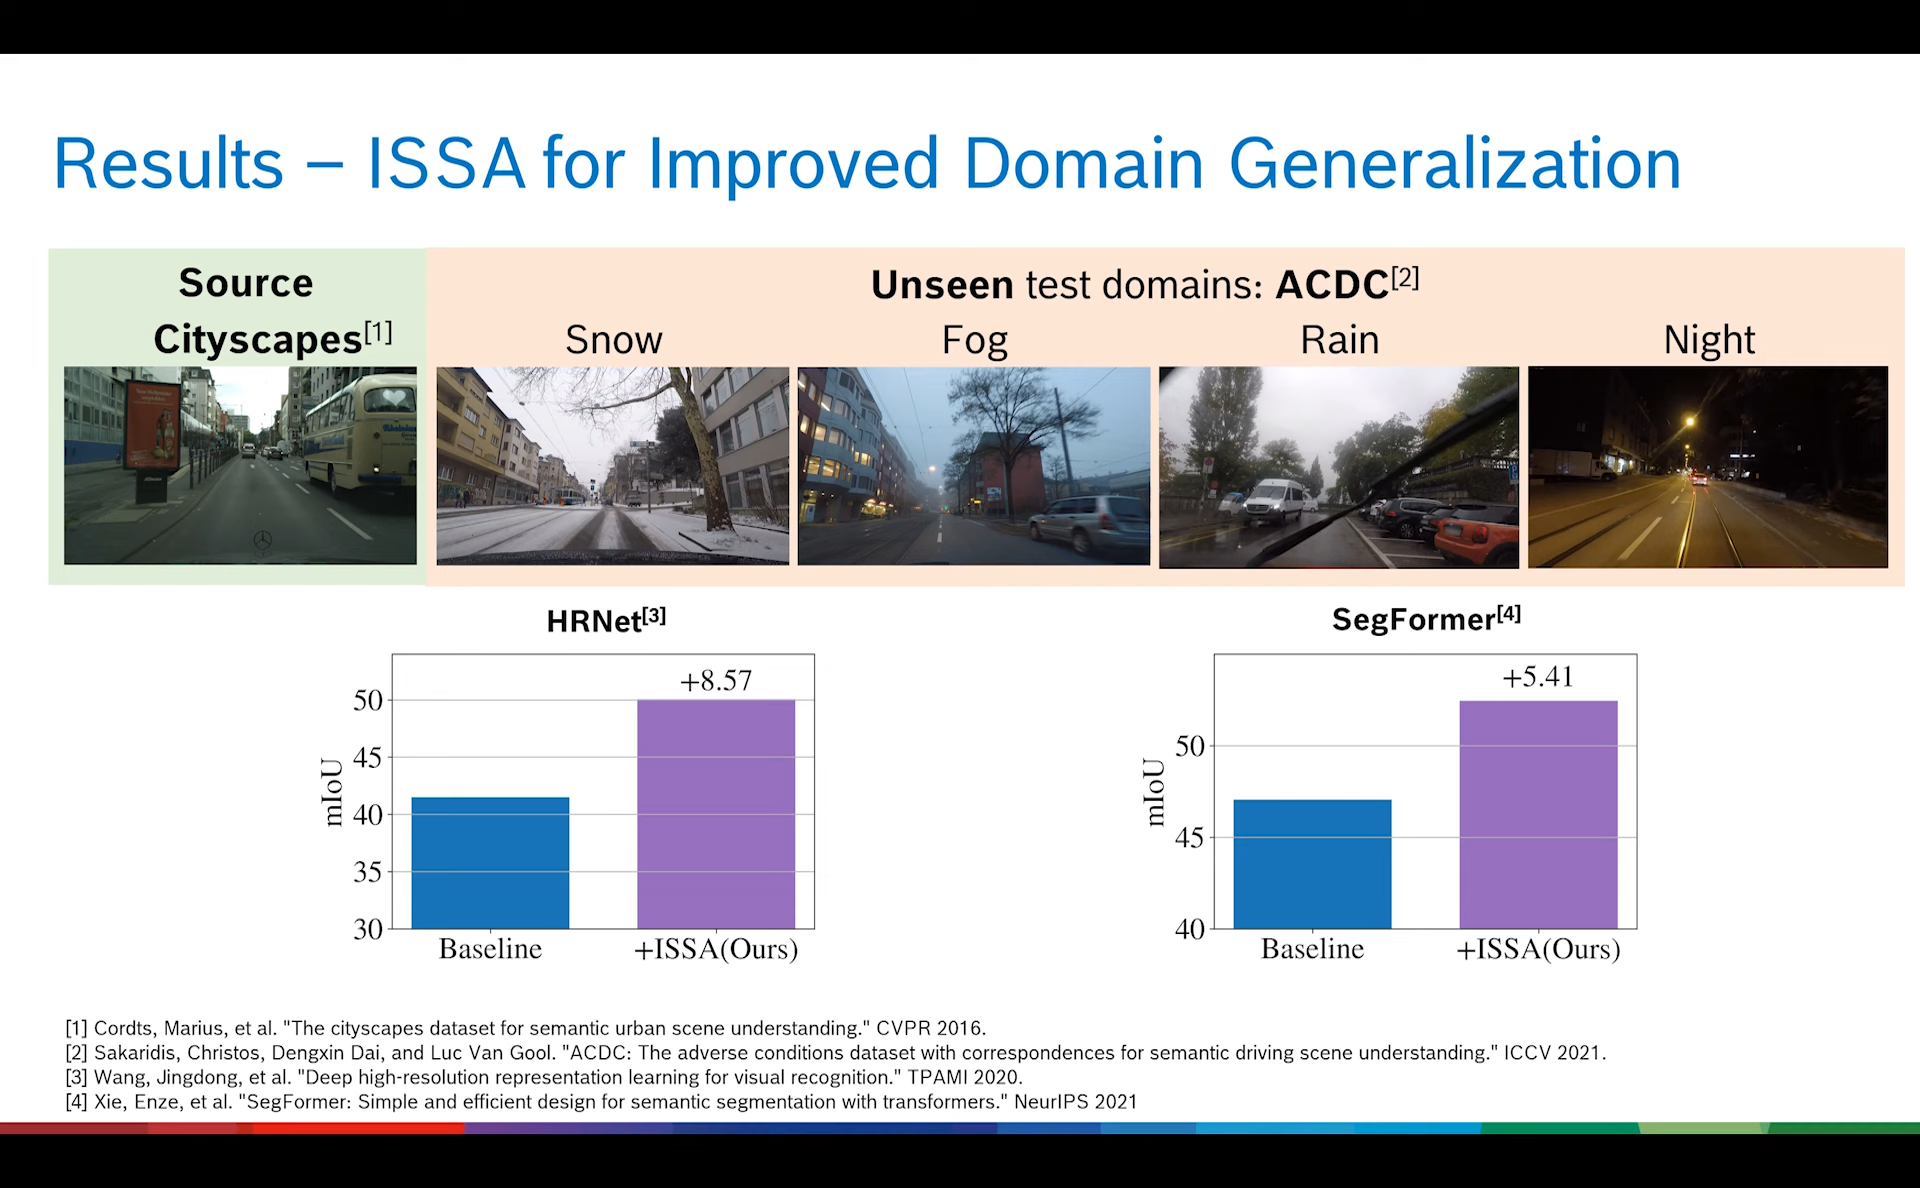 Results – ISSA for Improved Domain Generalization
Source
Cityscapes[1]
Unseen test domains: ACDC[2]
Snow
Fog
Rain
Night
HRNet[3]
mIoU
50
45
40
35
30
+8.57
Baseline
+ISSA(Ours)
SegFormer[4]
mIoU
50
45
40
+5.41
Baseline
+ISSA(Ours)
[1] Cordts, Marius, et al. "The cityscapes dataset for semantic urban scene understanding." CVPR 2016.
[2] Sakaridis, Christos, Dengxin Dai, and Luc Van Gool. "ACDC: The adverse conditions dataset with correspondences for semantic driving scene understanding." ICCV 2021.
[3] Wang, Jingdong, et al. "Deep high-resolution representation learning for visual recognition." TPAMI 2020.
[4] Xie, Enze, et al. "SegFormer: Simple and efficient design for semantic segmentation with transformers." NeurIPS 2021